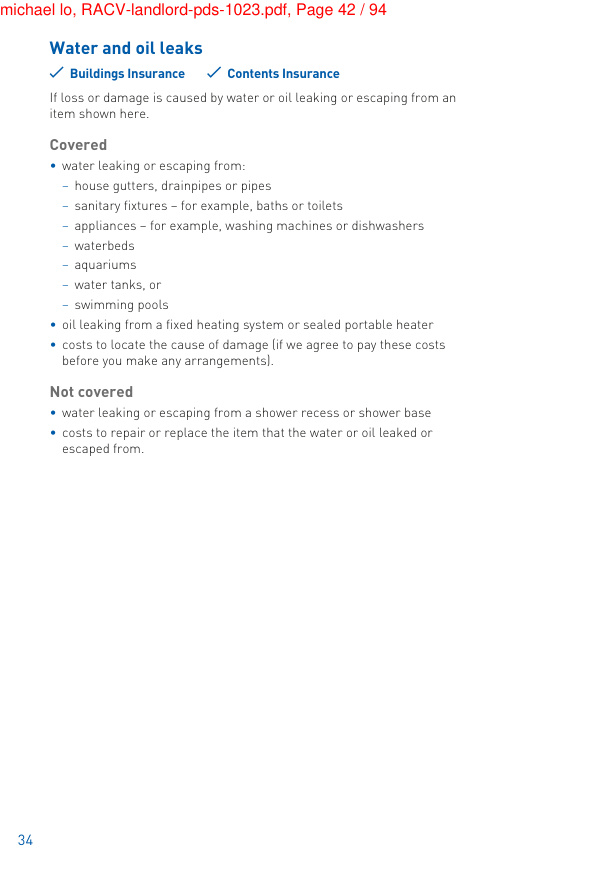 michael lo, RACV-landlord-pds-1023.pdf, Page 42 / 94
Water and oil leaks
✓ Buildings Insurance ✓ Contents Insurance
If loss or damage is caused by water or oil leaking or escaping from an
item shown here.
Covered
• water leaking or escaping from:
– house gutters, drainpipes or pipes
– sanitary fixtures – for example, baths or toilets
– appliances – for example, washing machines or dishwashers
– waterbeds
– aquariums
– water tanks, or
– swimming pools
• oil leaking from a fixed heating system or sealed portable heater
• costs to locate the cause of damage (if we agree to pay these costs
before you make any arrangements).
Not covered
• water leaking or escaping from a shower recess or shower base
• costs to repair or replace the item that the water or oil leaked or
escaped from.
34